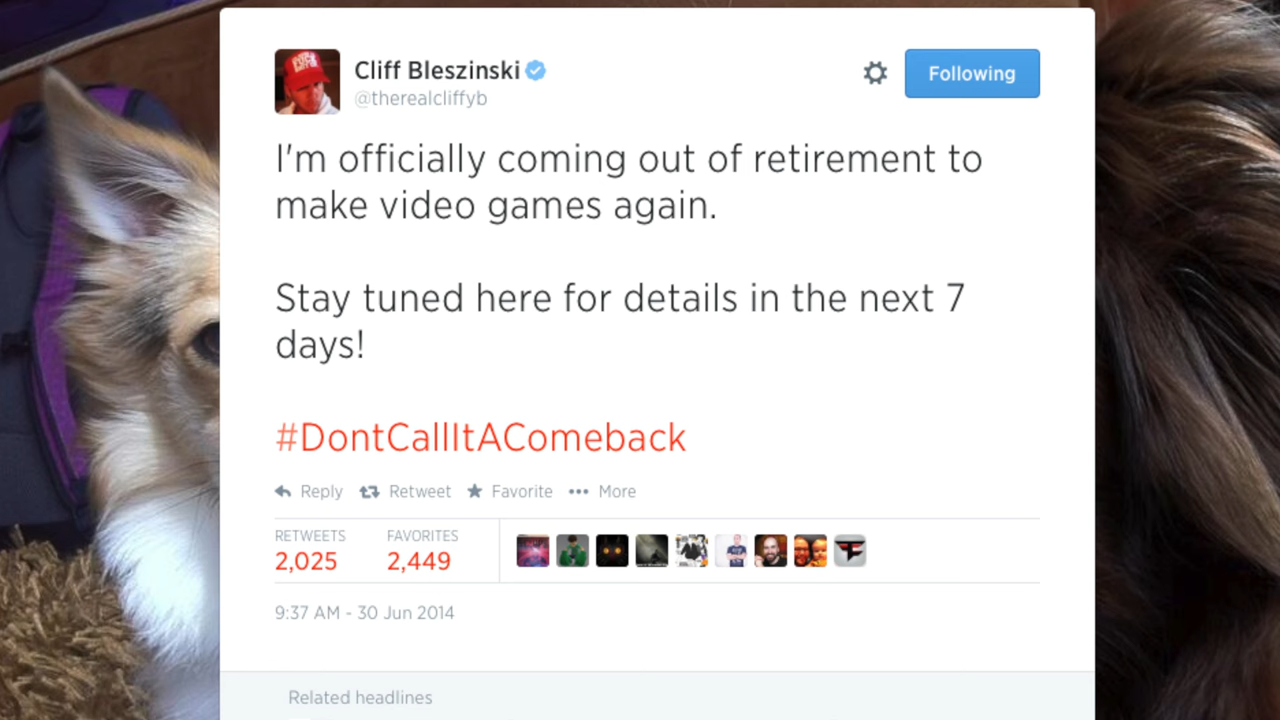 Cliff Bleszinski
Following
@therealcliffyb
I'm officially coming out of retirement to
make video games again.
Stay tuned here for details in the next 7
days!
#DontCallItAComeback
Reply Retweet Favorite ••• More
RETWEETS FAVORITES
2,025 2,449
9:37 AM - 30 Jun 2014
Related headlines